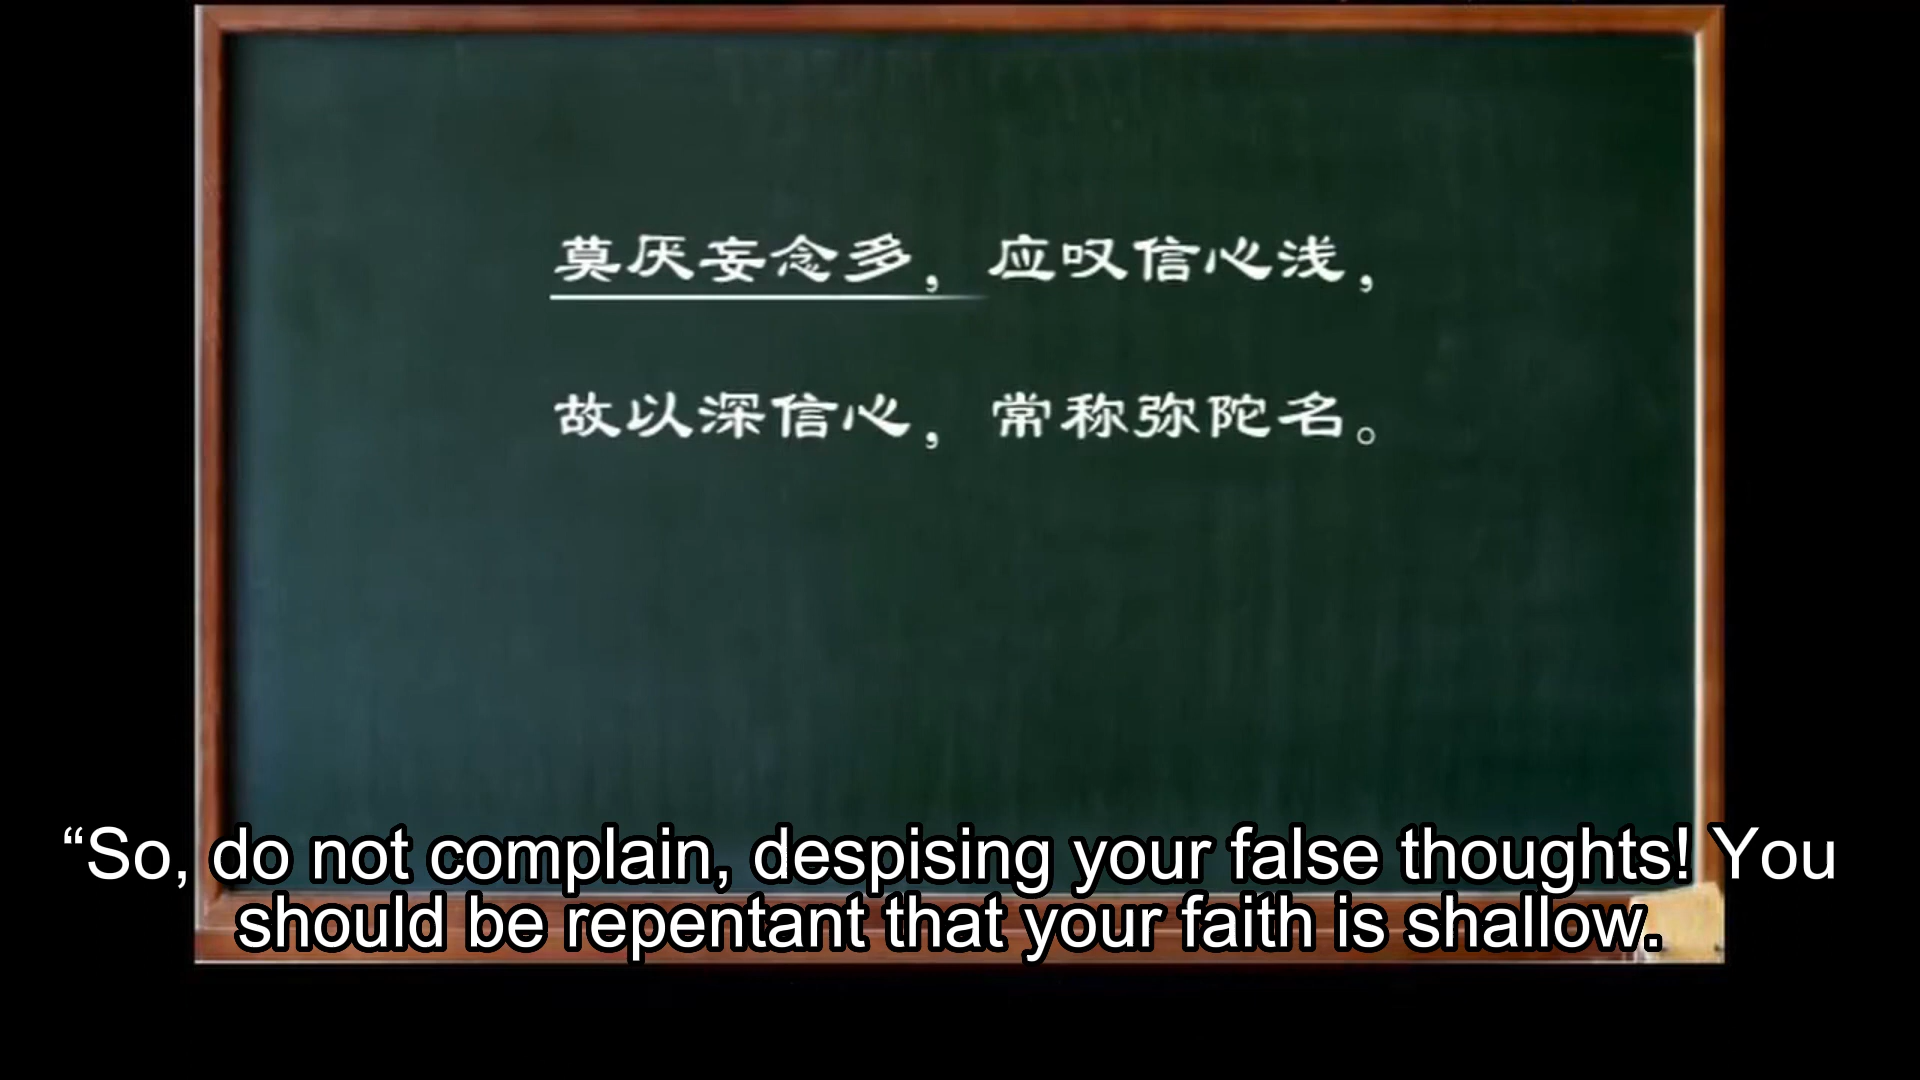 莫厌妄念多，应叹信心浅，
故以深信心，常称弥陀名。
“So, do not complain, despising your false thoughts! You
should be repentant that your faith is shallow.